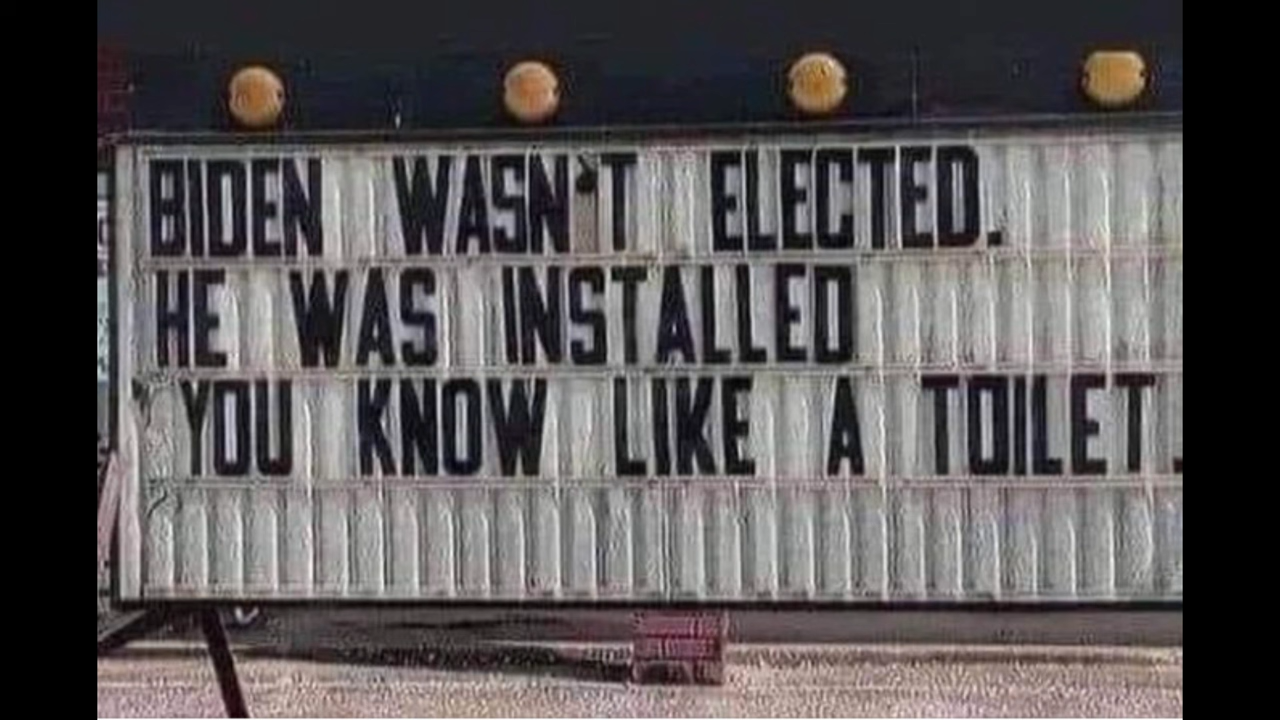 BIDEN WASN'T ELECTED.
HE WAS INSTALLED
YOU KNOW LIKE A TOILET.